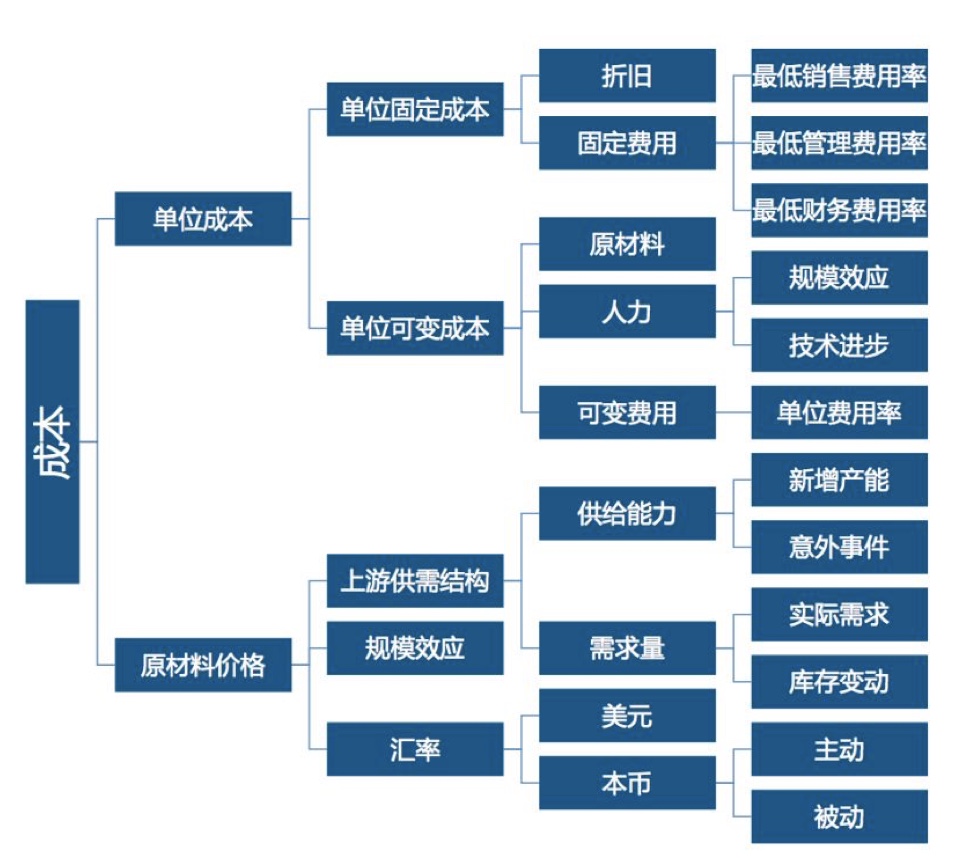 成本
单位成本
单位固定成本
折旧
固定费用
最低销售费用率
最低管理费用率
最低财务费用率
单位可变成本
原材料
人力
规模效应
技术进步
可变费用
单位费用率
原材料价格
上游供需结构
供给能力
新增产能
意外事件
需求量
实际需求
库存变动
规模效应
汇率
美元
本币
主动
被动